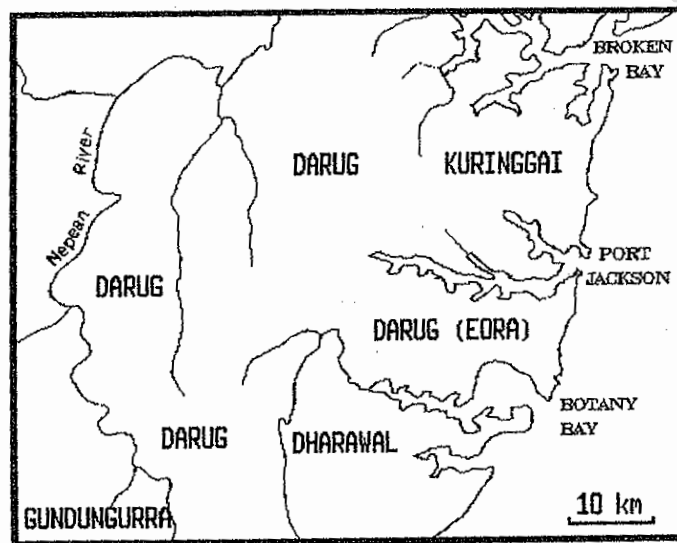 BROKEN
BAY
River
DARUG
KURINGGAI
Nepean
PORT
JACKSON
DARUG
DARUG (EORA)
BOTANY
BAY
DARUG
DHARAWAL
10 km
GUNDUNGURRA